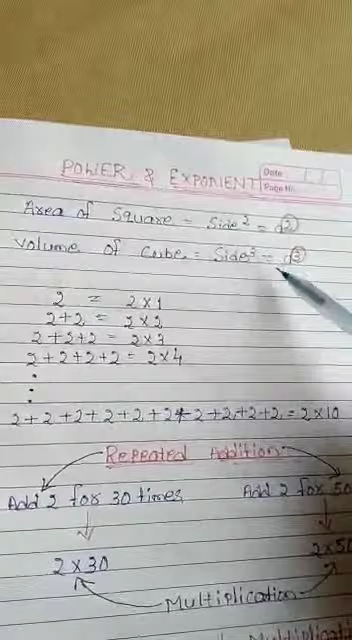 POWER & EXPONENT
Date
Page No.
Area of Square = Side² = a²
Volume of Cube = Side³ = a³
2 = 2×1
2+2 = 2×2
2+2+2 = 2×3
2+2+2+2 = 2×4
2+2+2+2+2+2+2+2+2+2 = 2×10
Repeated Addition
Add 2 for 30 times Add 2 for 50
2×30 2×50
Multiplication